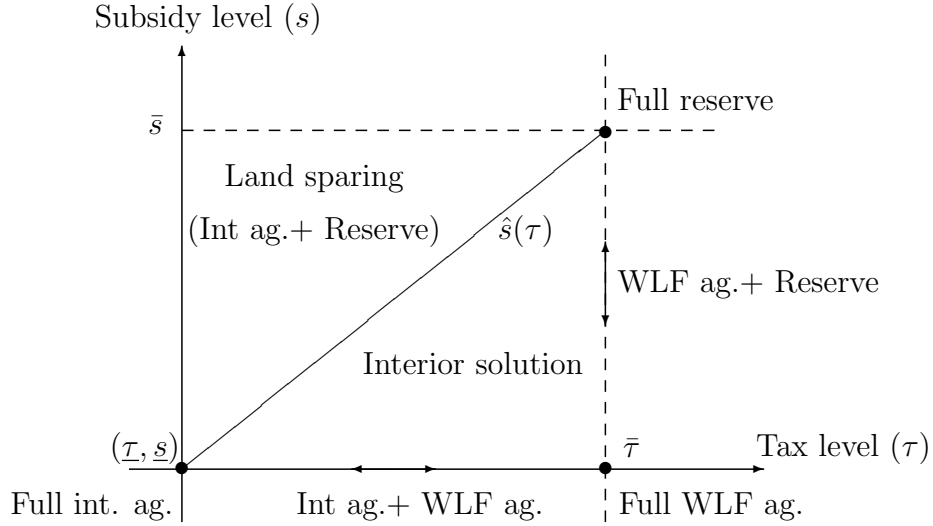 Subsidy level (s)
Full reserve
s̄
Land sparing
(Int ag.+ Reserve)
ŝ(τ)
WLF ag.+ Reserve
Interior solution
(τ̲, s̲)
τ̄
Tax level (τ)
Full int. ag.
Int ag.+ WLF ag.
Full WLF ag.